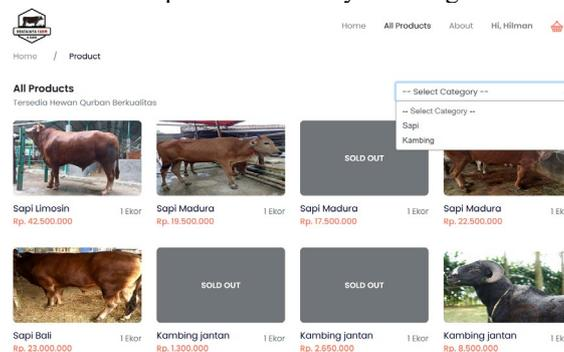 Home All Products About Hi, Hilman
Home / Product
All Products
Tersedia Hewan Qurban Berkualitas
-- Select Category --
-- Select Category --
Sapi
Kambing
SOLD OUT
Sapi Limosin 1 Ekor
Rp. 42.500.000
Sapi Madura 1 Ekor
Rp. 19.500.000
Sapi Madura 1 Ekor
Rp. 17.500.000
Sapi Madura 1 Ekor
Rp. 22.500.000
SOLD OUT
SOLD OUT
Sapi Bali 1 Ekor
Rp. 23.000.000
Kambing jantan 1 Ekor
Rp. 1.300.000
Kambing jantan 1 Ekor
Rp. 2.650.000
Kambing jantan 1 Ekor
Rp. 8.500.000